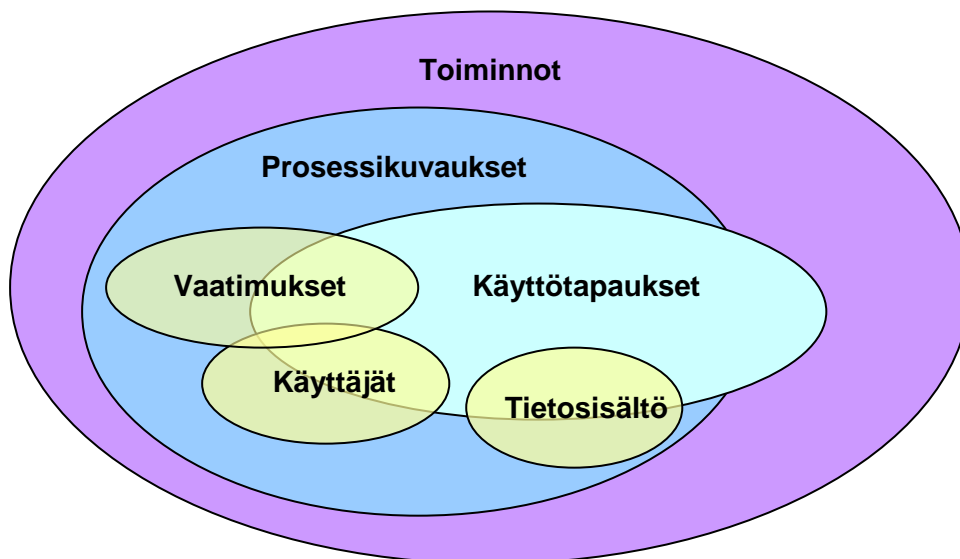 Toiminnot
Prosessikuvaukset
Vaatimukset
Käyttötapaukset
Käyttäjät
Tietosisältö